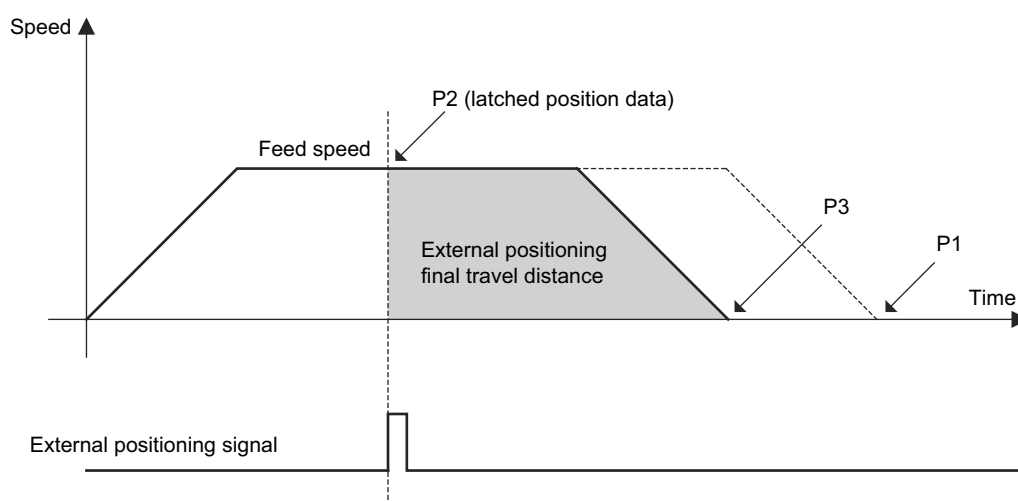 Speed
P2 (latched position data)
Feed speed
P3
External positioning
final travel distance
P1
Time
External positioning signal